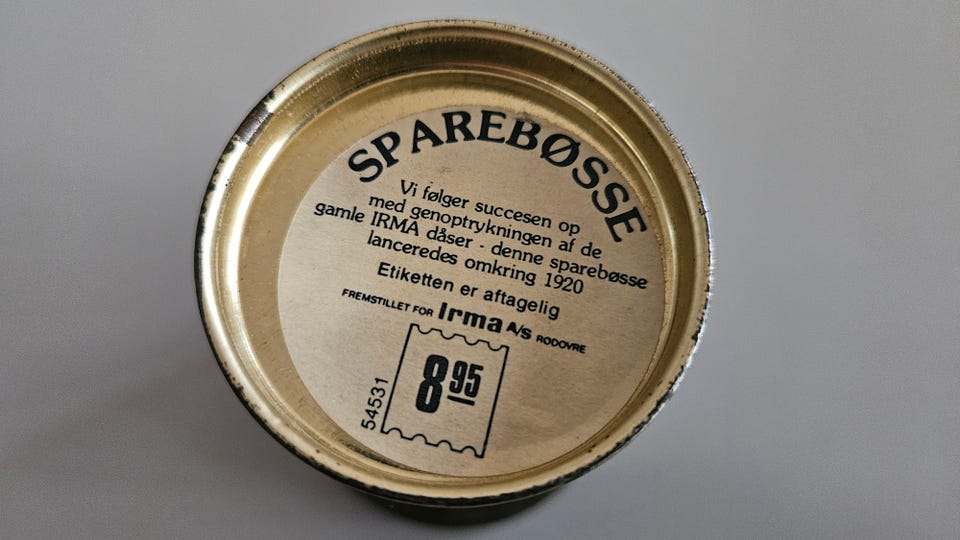 SPAREBØSSE
Vi følger succesen op
med genoptrykningen af de
gamle IRMA dåser - denne sparebøsse
lanceredes omkring 1920
Etiketten er aftagelig
FREMSTILLET FOR Irma A/S RØDOVRE
54531
8 95